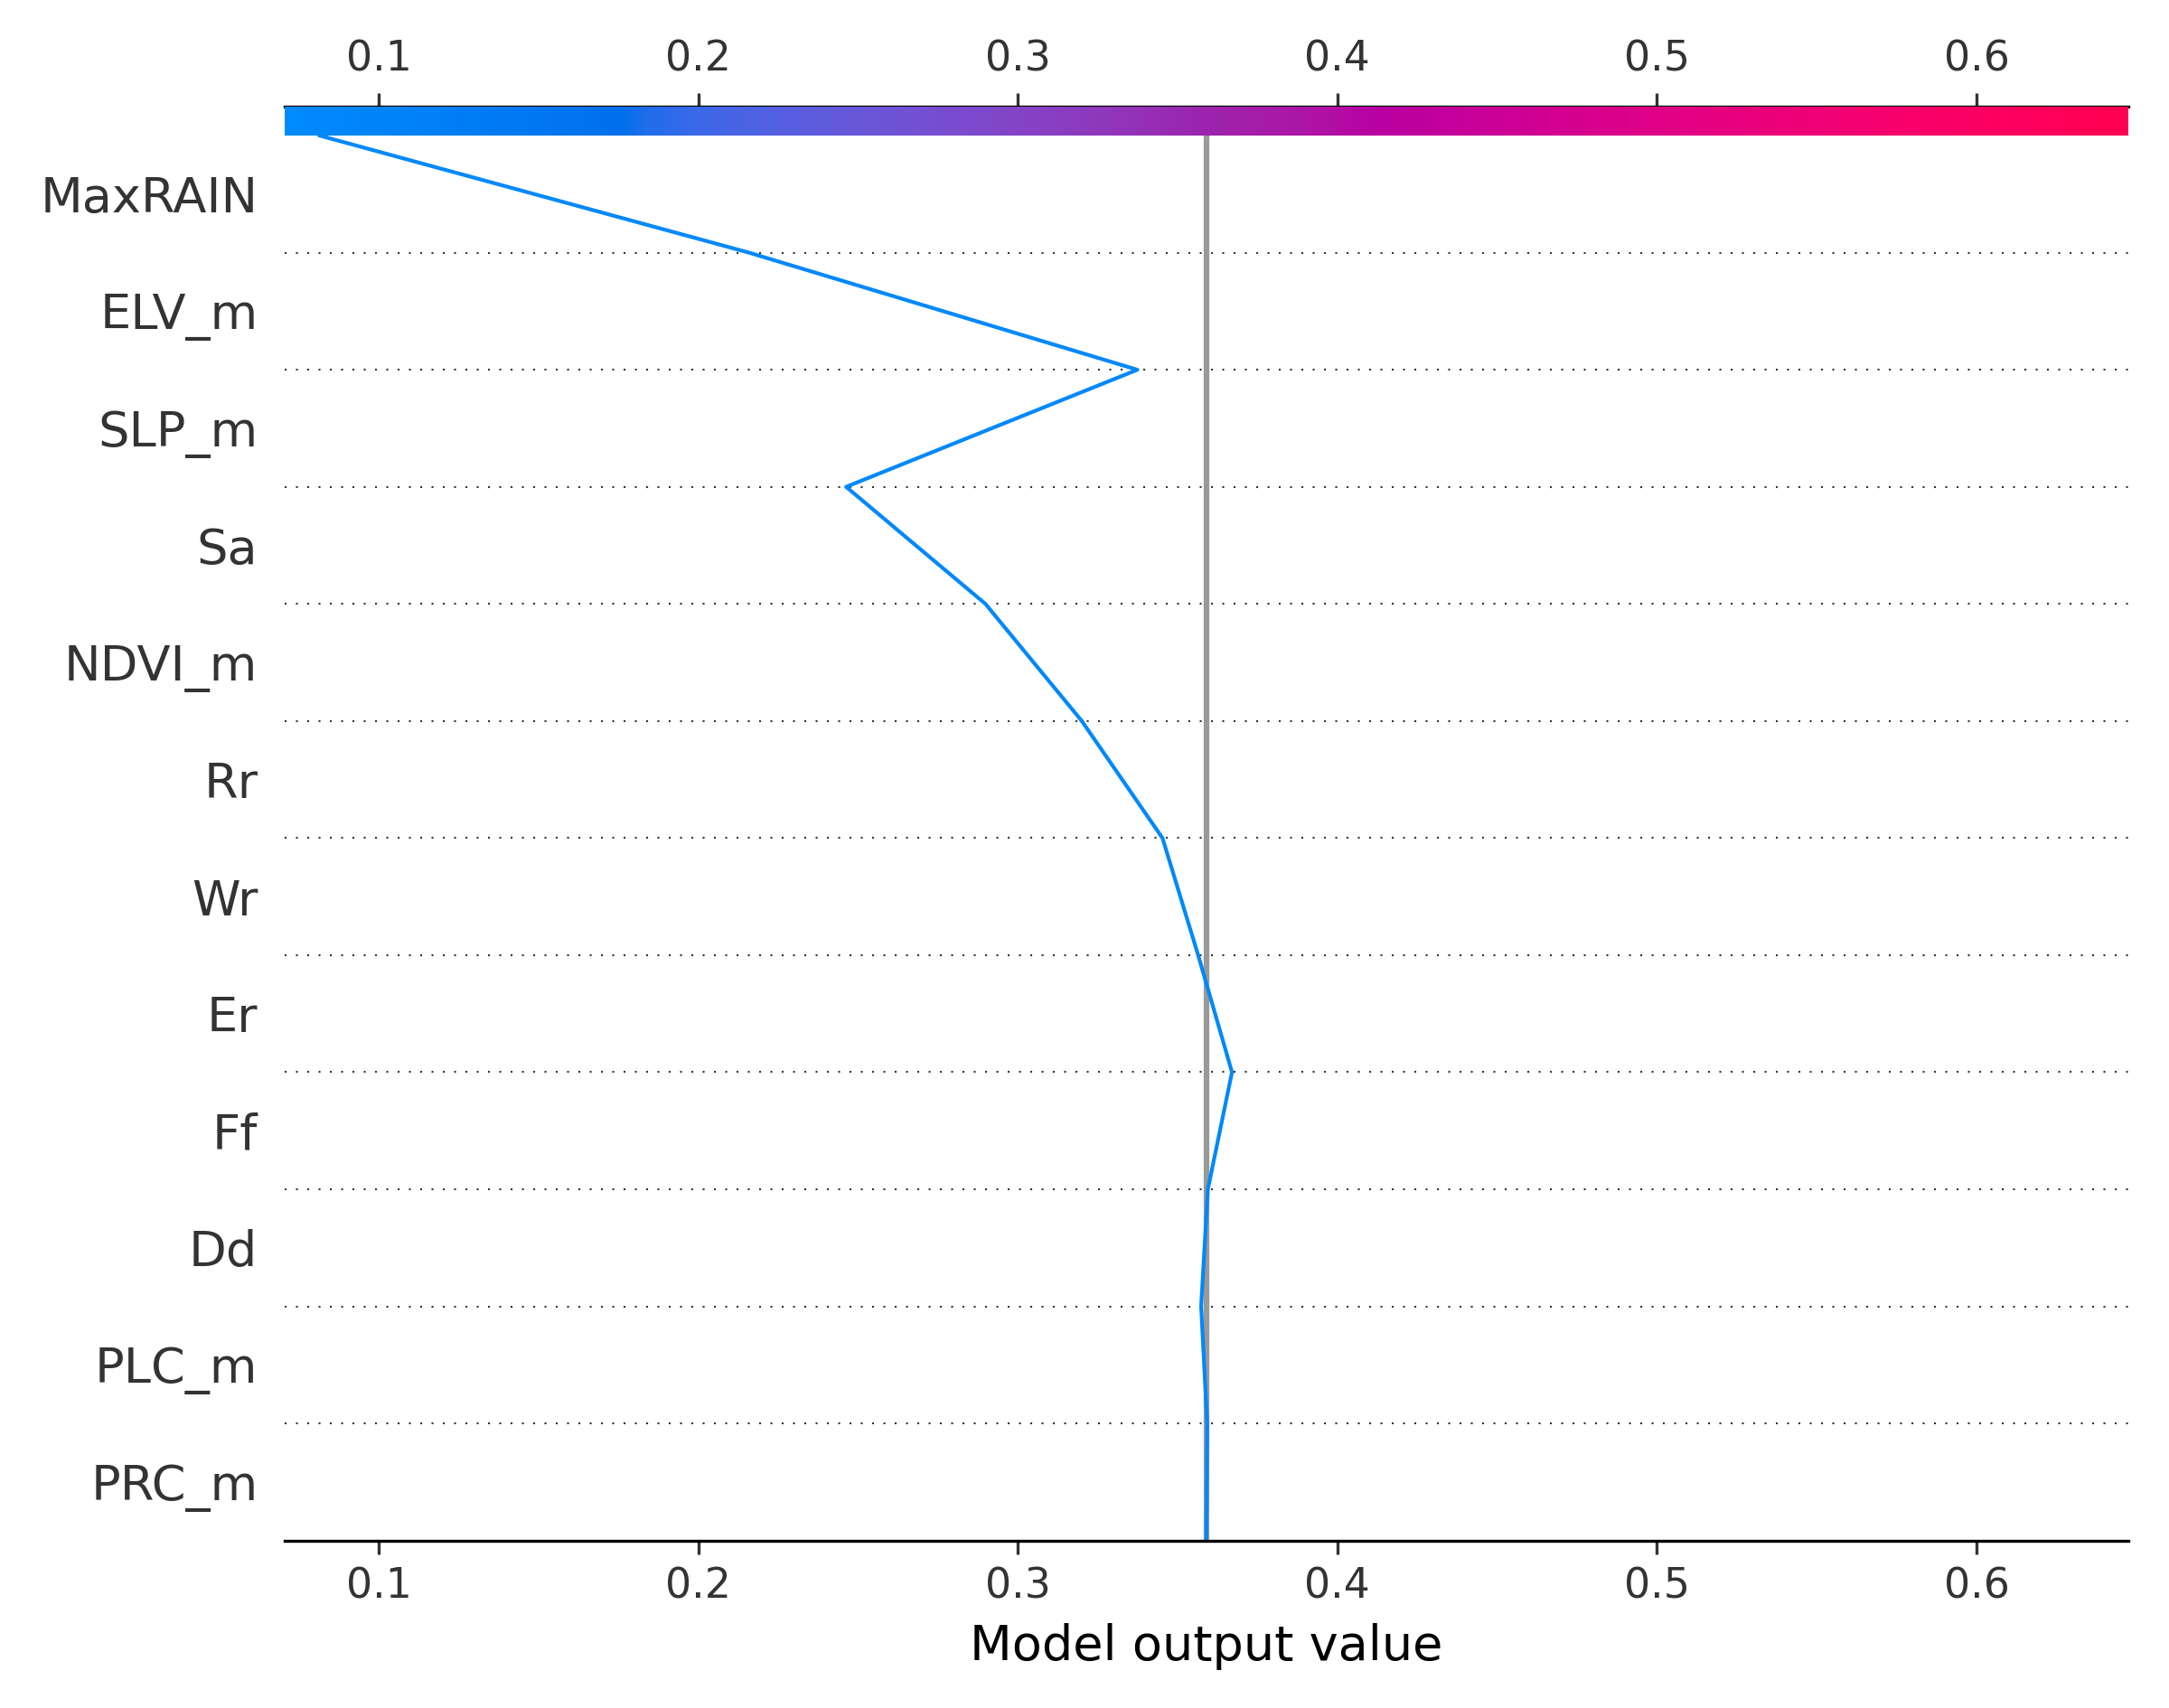 0.1 0.2 0.3 0.4 0.5 0.6
MaxRAIN
ELV_m
SLP_m
Sa
NDVI_m
Rr
Wr
Er
Ff
Dd
PLC_m
PRC_m
0.1 0.2 0.3 0.4 0.5 0.6
Model output value